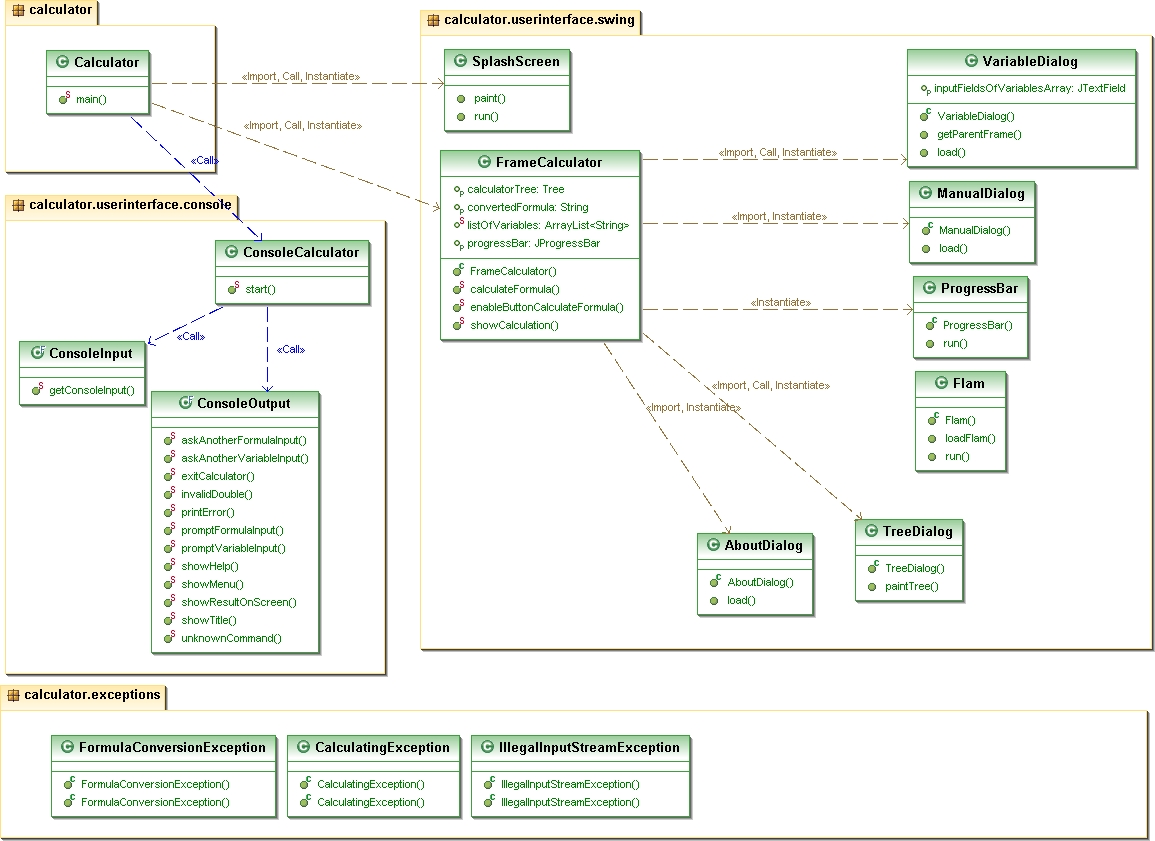 calculator
Calculator
main()
«Import, Call, Instantiate»
«Import, Call, Instantiate»
«Call»
calculator.userinterface.console
ConsoleCalculator
start()
«Call»
«Call»
ConsoleInput
getConsoleInput()
ConsoleOutput
askAnotherFormulaInput()
askAnotherVariableInput()
exitCalculator()
invalidDouble()
printError()
promptFormulaInput()
promptVariableInput()
showHelp()
showMenu()
showResultOnScreen()
showTitle()
unknownCommand()
calculator.userinterface.swing
SplashScreen
paint()
run()
FrameCalculator
calculatorTree: Tree
convertedFormula: String
listOfVariables: ArrayList<String>
progressBar: JProgressBar
FrameCalculator()
calculateFormula()
enableButtonCalculateFormula()
showCalculation()
«Import, Call, Instantiate»
«Import, Instantiate»
«Instantiate»
«Import, Call, Instantiate»
«Import, Instantiate»
VariableDialog
inputFieldsOfVariablesArray: JTextField
VariableDialog()
getParentFrame()
load()
ManualDialog
ManualDialog()
load()
ProgressBar
ProgressBar()
run()
Flam
Flam()
loadFlam()
run()
AboutDialog
AboutDialog()
load()
TreeDialog
TreeDialog()
paintTree()
calculator.exceptions
FormulaConversionException
FormulaConversionException()
FormulaConversionException()
CalculatingException
CalculatingException()
CalculatingException()
IllegalInputStreamException
IllegalInputStreamException()
IllegalInputStreamException()